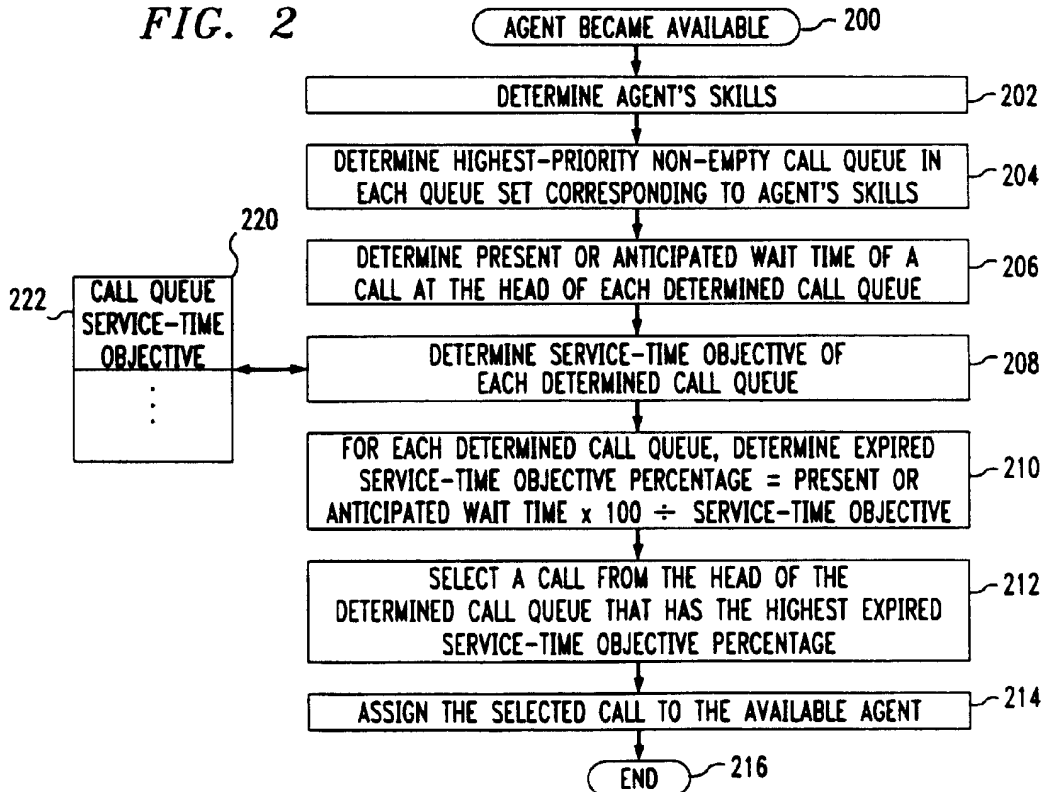 FIG. 2
AGENT BECAME AVAILABLE
200
DETERMINE AGENT'S SKILLS
202
DETERMINE HIGHEST-PRIORITY NON-EMPTY CALL QUEUE IN
EACH QUEUE SET CORRESPONDING TO AGENT'S SKILLS
204
DETERMINE PRESENT OR ANTICIPATED WAIT TIME OF A
CALL AT THE HEAD OF EACH DETERMINED CALL QUEUE
206
220
222
CALL QUEUE
SERVICE-TIME
OBJECTIVE
DETERMINE SERVICE-TIME OBJECTIVE OF
EACH DETERMINED CALL QUEUE
208
FOR EACH DETERMINED CALL QUEUE, DETERMINE EXPIRED
SERVICE-TIME OBJECTIVE PERCENTAGE = PRESENT OR
ANTICIPATED WAIT TIME x 100 ÷ SERVICE-TIME OBJECTIVE
210
SELECT A CALL FROM THE HEAD OF THE
DETERMINED CALL QUEUE THAT HAS THE HIGHEST EXPIRED
SERVICE-TIME OBJECTIVE PERCENTAGE
212
ASSIGN THE SELECTED CALL TO THE AVAILABLE AGENT
214
END
216